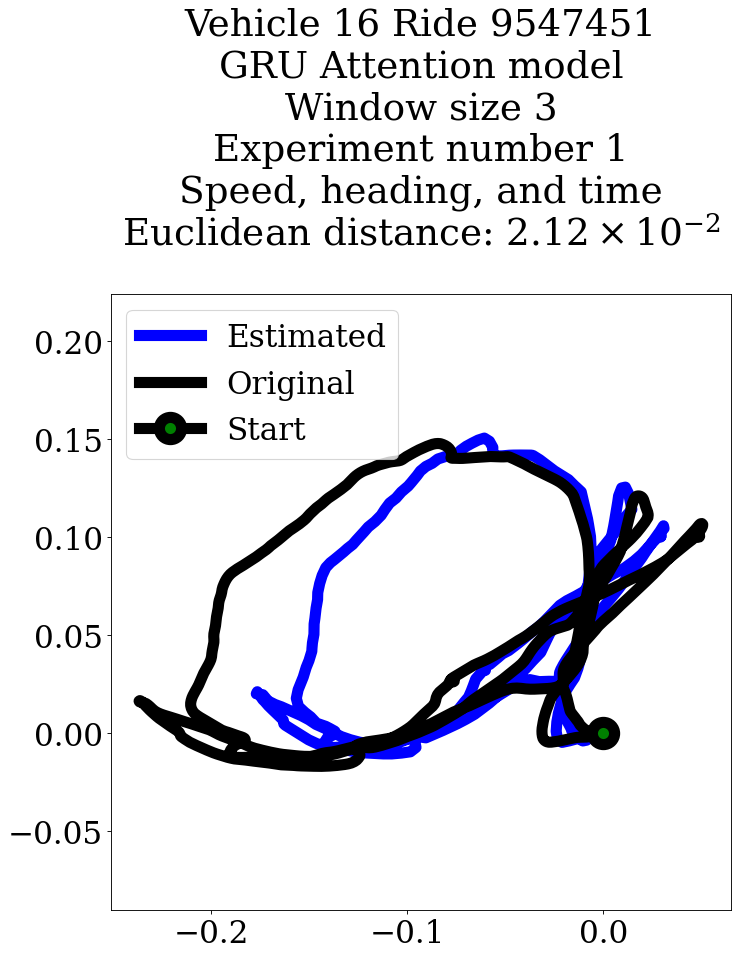 Vehicle 16 Ride 9547451
GRU Attention model
Window size 3
Experiment number 1
Speed, heading, and time
Euclidean distance: 2.12 × 10⁻²
Estimated
Original
Start
0.20
0.15
0.10
0.05
0.00
−0.05
−0.2
−0.1
0.0